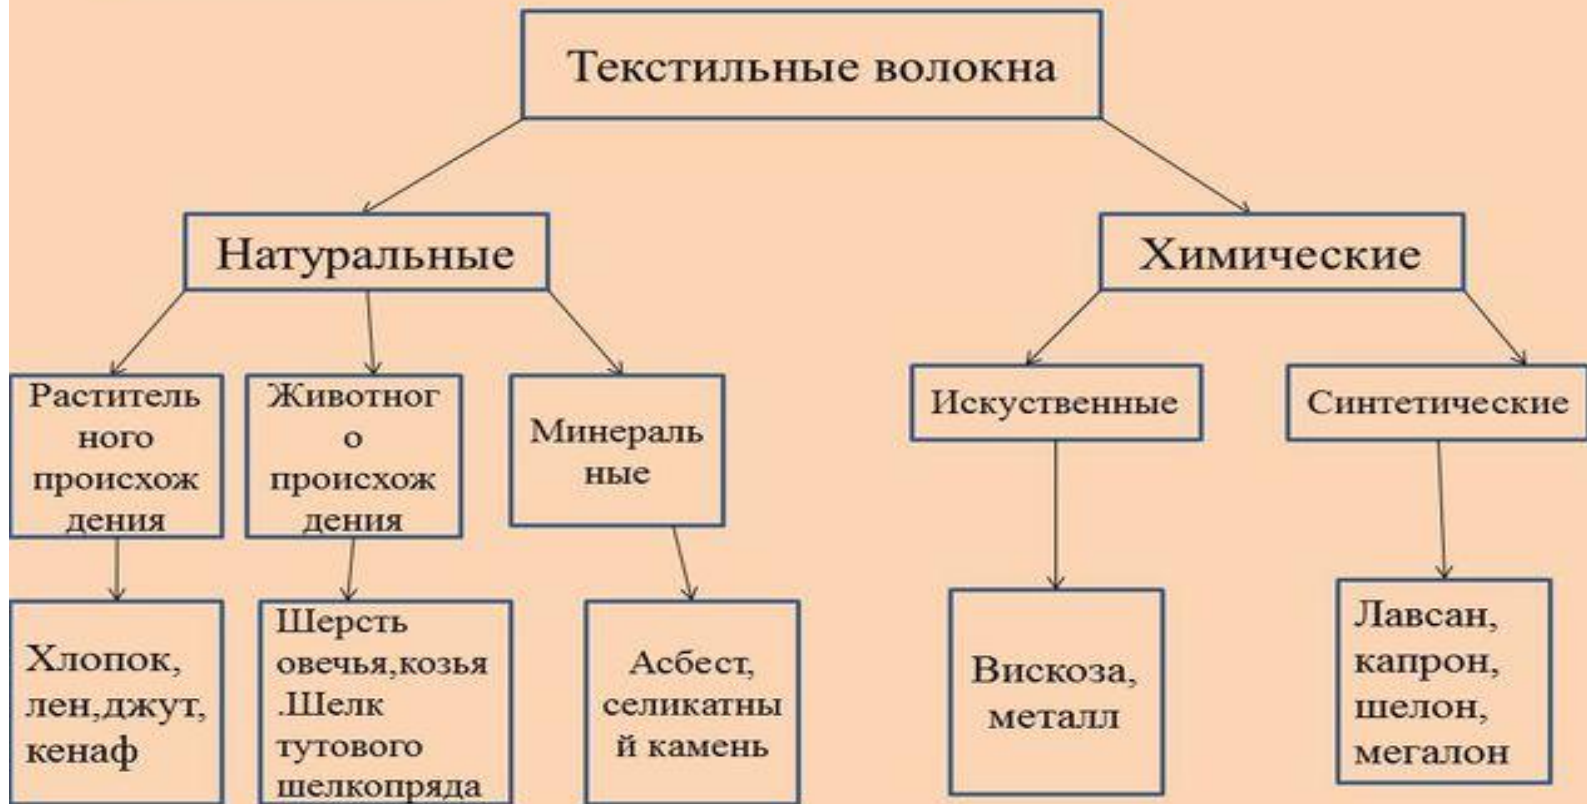 Текстильные волокна
Натуральные
Химические
Раститель
ного
происхож
дения
Животног
о
происхож
дения
Минераль
ные
Искуственные
Синтетические
Хлопок,
лен,джут,
кенаф
Шерсть
овечья,козья
.Шелк
тутового
шелкопряда
Асбест,
селикатны
й камень
Вискоза,
металл
Лавсан,
капрон,
шелон,
мегалон